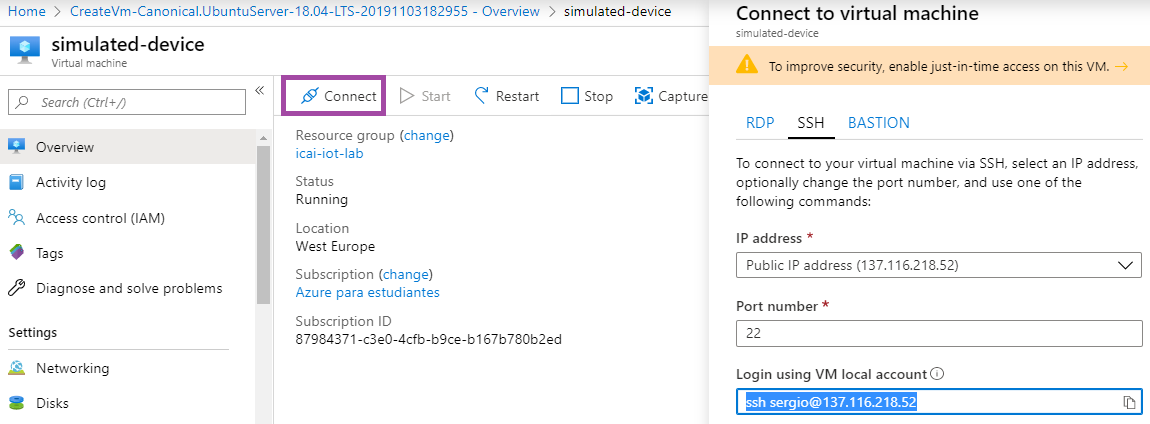 Home > CreateVm-Canonical.UbuntuServer-18.04-LTS-20191103182955 - Overview > simulated-device
simulated-device
Virtual machine
Search (Ctrl+/)
«
Overview
Activity log
Access control (IAM)
Tags
Diagnose and solve problems
Settings
Networking
Disks
Connect
Start
Restart
Stop
Capture
Resource group (change)
icai-iot-lab
Status
Running
Location
West Europe
Subscription (change)
Azure para estudiantes
Subscription ID
87984371-c3e0-4cfb-b9ce-b167b780b2ed
Connect to virtual machine
simulated-device
To improve security, enable just-in-time access on this VM. →
RDP
SSH
BASTION
To connect to your virtual machine via SSH, select an IP address,
optionally change the port number, and use one of the
following commands:
IP address *
Public IP address (137.116.218.52)
Port number *
22
Login using VM local account
ssh sergio@137.116.218.52